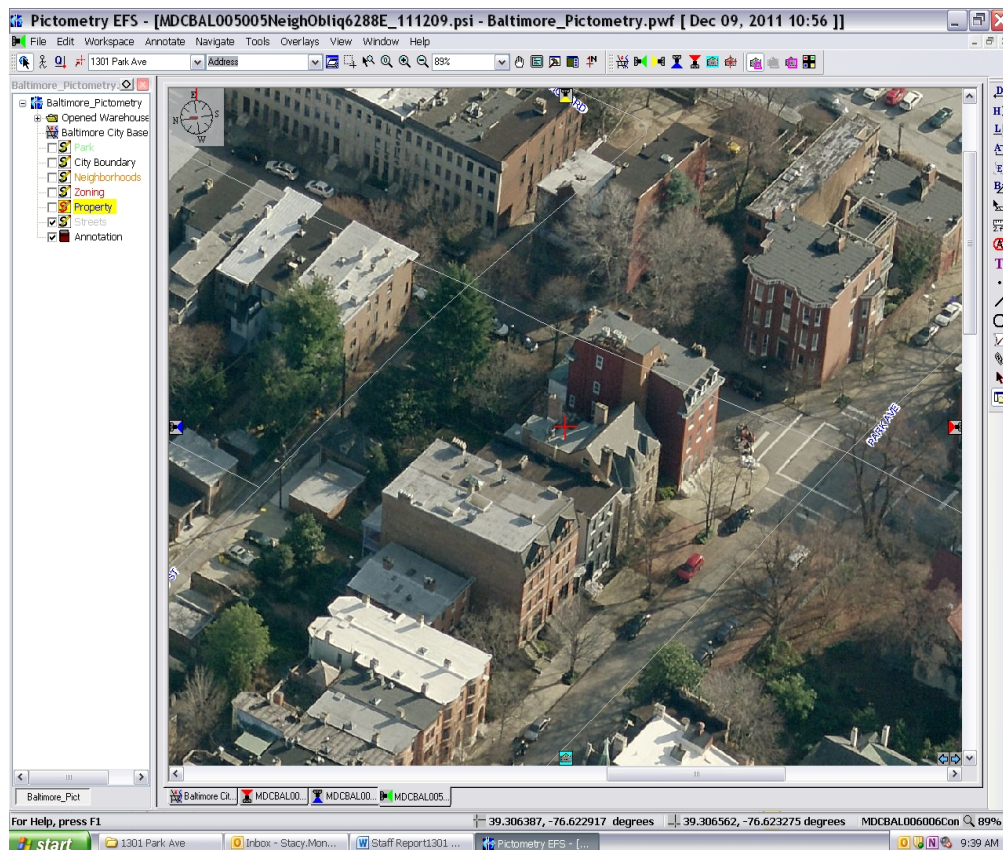 Pictometry EFS - [MDCBAL005005NeighObliq6288E_111209.psi - Baltimore_Pictometry.pwf [ Dec 09, 2011 10:56 ]]
File Edit Workspace Annotate Navigate Tools Overlays View Window Help
1301 Park Ave Address 89%
Baltimore_Pictometry.
Baltimore_Pictometry
Opened Warehouse
Baltimore City Base
Park
City Boundary
Neighborhoods
Zoning
Property
Streets
Annotation
E
N S
W
PARK AVE
ST
Baltimore_Pict
Baltimore Cit... MDCBAL00... MDCBAL00... MDCBAL005...
For Help, press F1 39.306387, -76.622917 degrees 39.306562, -76.623275 degrees MDCBAL006006Con 89%
start 1301 Park Ave Inbox - Stacy.Mon... Staff Report1301 ... Pictometry EFS - [... 9:39 AM